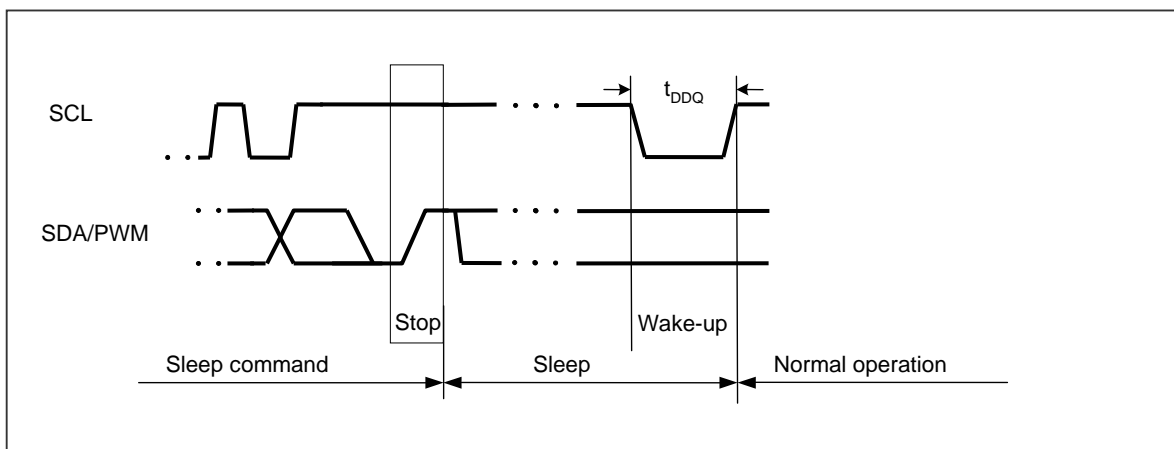 t_DDQ
SCL
SDA/PWM
Stop
Wake-up
Sleep command
Sleep
Normal operation